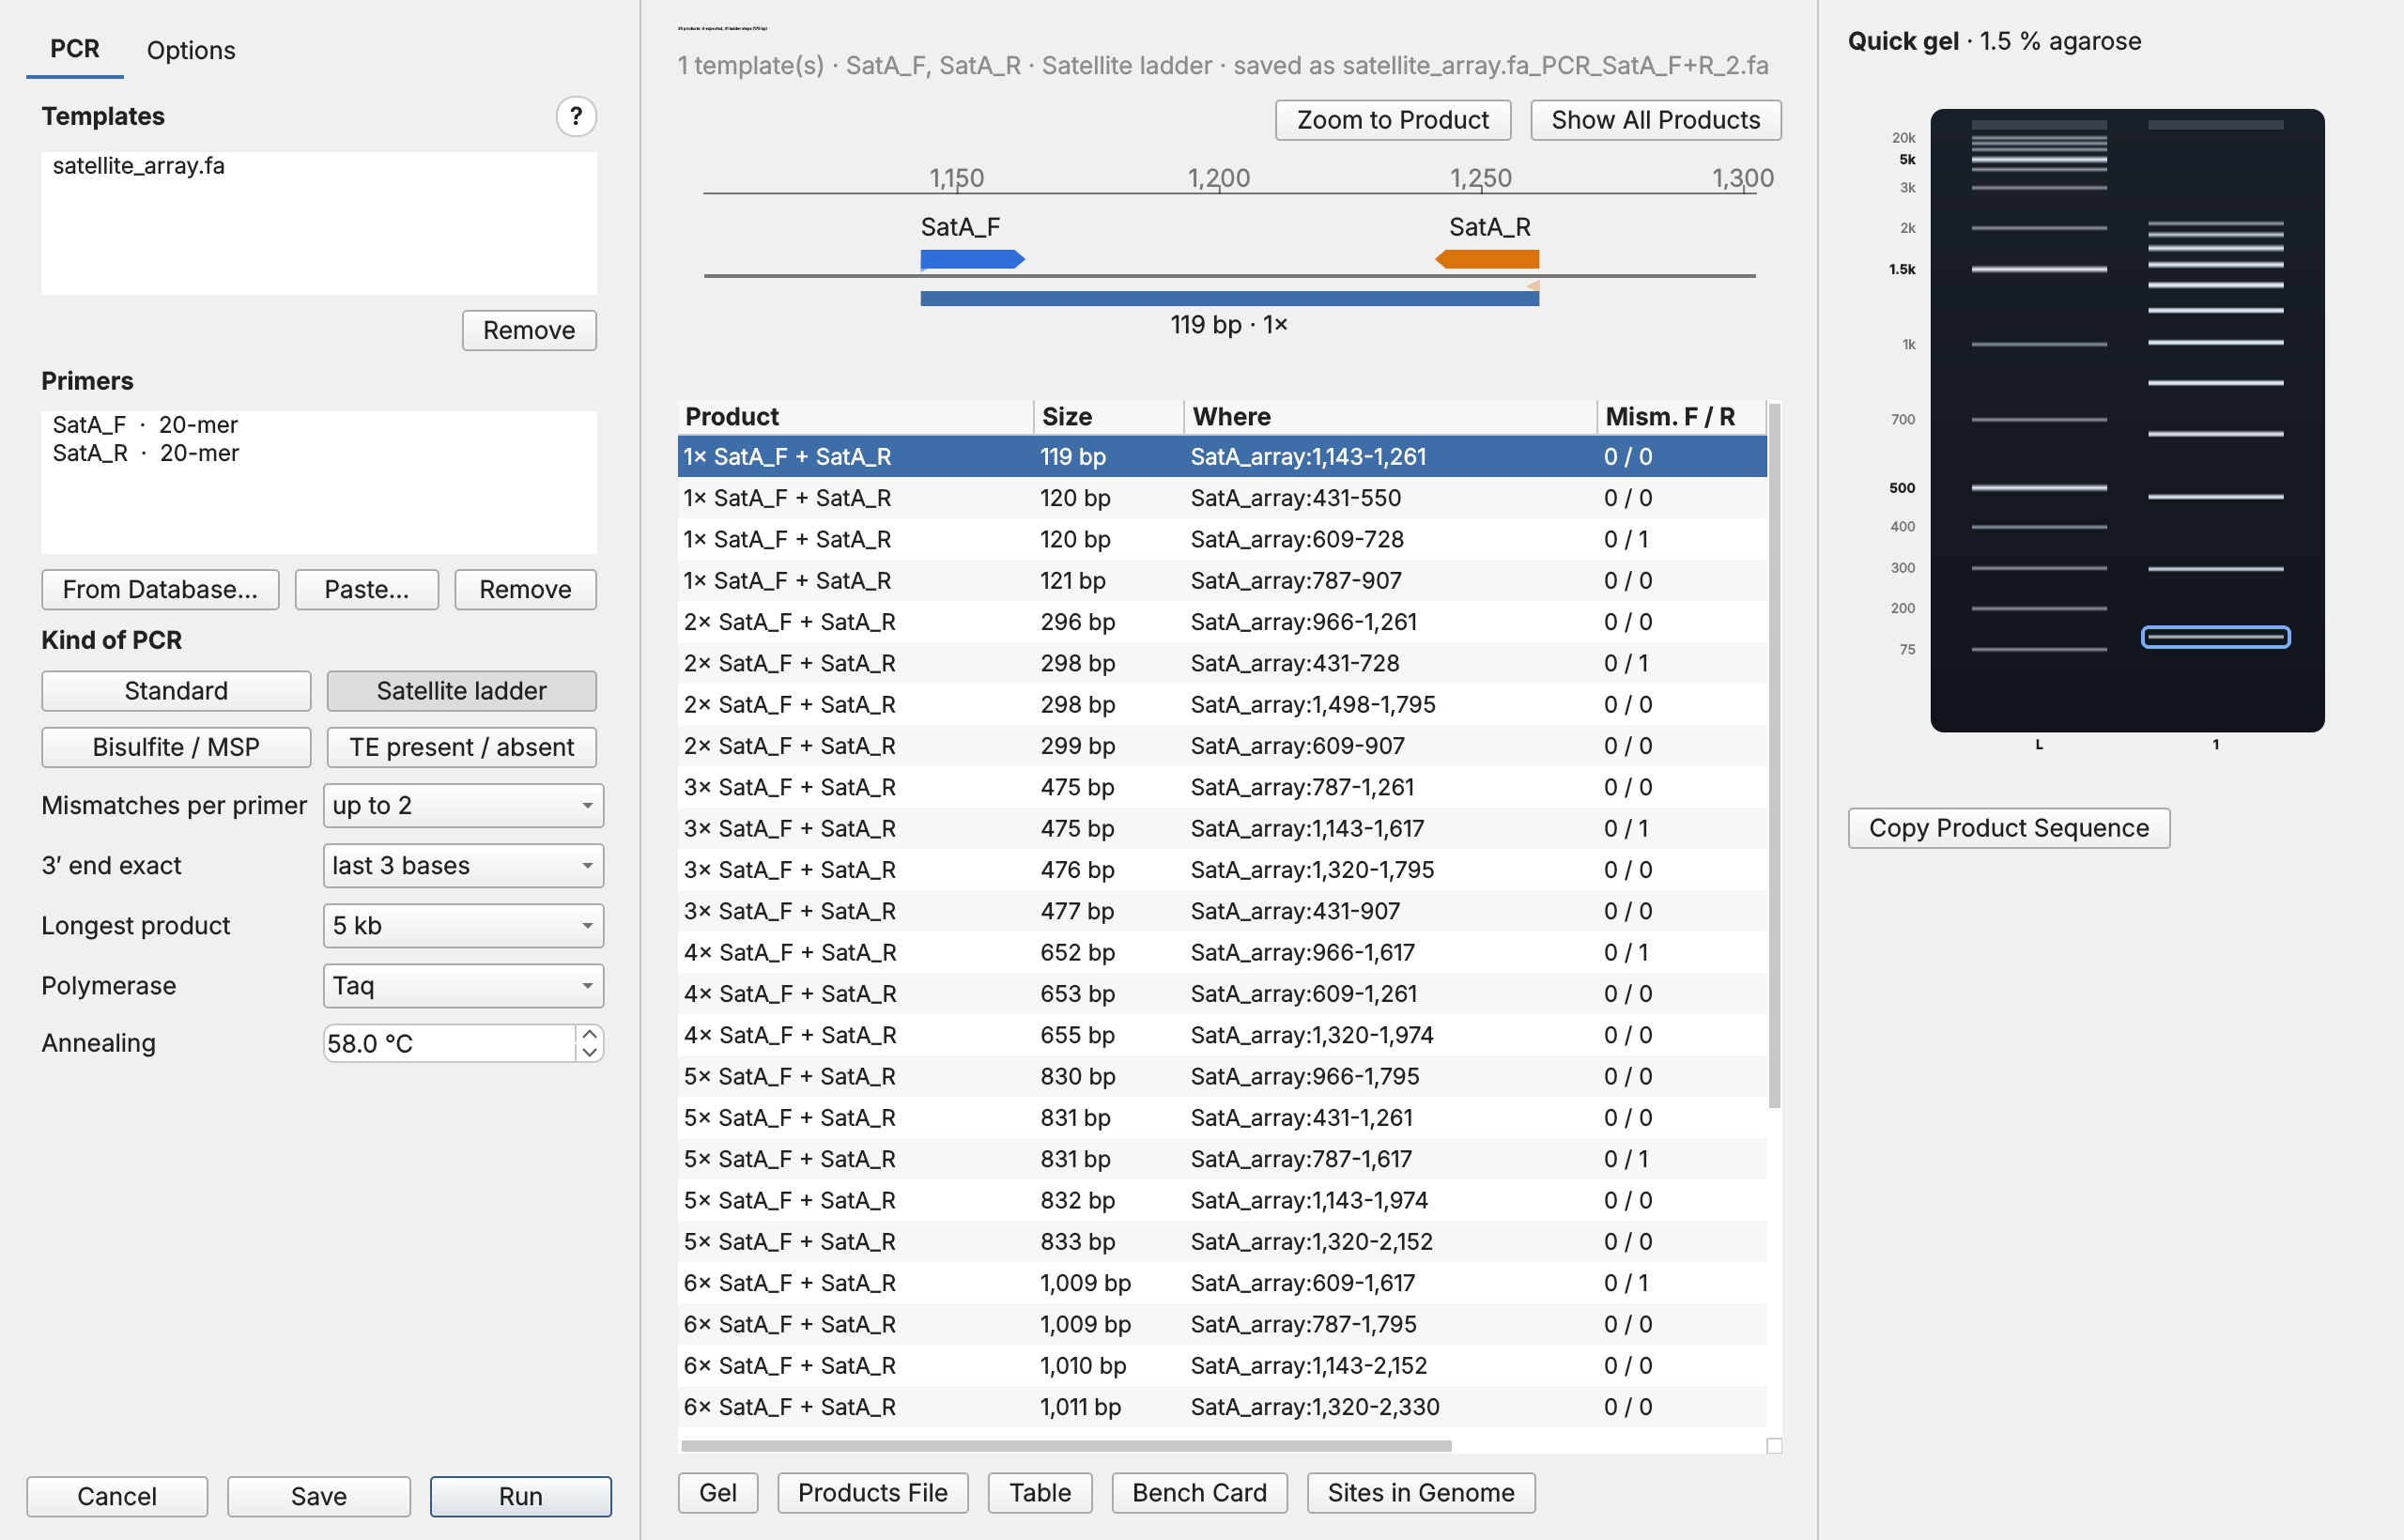 PCR
Options
Templates
?
satellite_array.fa
Remove
Primers
SatA_F · 20-mer
SatA_R · 20-mer
From Database...
Paste...
Remove
Kind of PCR
Standard
Satellite ladder
Bisulfite / MSP
TE present / absent
Mismatches per primer
up to 2
3′ end exact
last 3 bases
Longest product
5 kb
Polymerase
Taq
Annealing
58.0 °C
Cancel
Save
Run
1 template(s) · SatA_F, SatA_R · Satellite ladder · saved as satellite_array.fa_PCR_SatA_F+R_2.fa
Zoom to Product
Show All Products
1,150 1,200 1,250 1,300
SatA_F SatA_R
119 bp · 1×
Product Size Where Mism. F / R
1× SatA_F + SatA_R 119 bp SatA_array:1,143-1,261 0 / 0
1× SatA_F + SatA_R 120 bp SatA_array:431-550 0 / 0
1× SatA_F + SatA_R 120 bp SatA_array:609-728 0 / 1
1× SatA_F + SatA_R 121 bp SatA_array:787-907 0 / 0
2× SatA_F + SatA_R 296 bp SatA_array:966-1,261 0 / 0
2× SatA_F + SatA_R 298 bp SatA_array:431-728 0 / 1
2× SatA_F + SatA_R 298 bp SatA_array:1,498-1,795 0 / 0
2× SatA_F + SatA_R 299 bp SatA_array:609-907 0 / 0
3× SatA_F + SatA_R 475 bp SatA_array:787-1,261 0 / 0
3× SatA_F + SatA_R 475 bp SatA_array:1,143-1,617 0 / 1
3× SatA_F + SatA_R 476 bp SatA_array:1,320-1,795 0 / 0
3× SatA_F + SatA_R 477 bp SatA_array:431-907 0 / 0
4× SatA_F + SatA_R 652 bp SatA_array:966-1,617 0 / 1
4× SatA_F + SatA_R 653 bp SatA_array:609-1,261 0 / 0
4× SatA_F + SatA_R 655 bp SatA_array:1,320-1,974 0 / 0
5× SatA_F + SatA_R 830 bp SatA_array:966-1,795 0 / 0
5× SatA_F + SatA_R 831 bp SatA_array:431-1,261 0 / 0
5× SatA_F + SatA_R 831 bp SatA_array:787-1,617 0 / 1
5× SatA_F + SatA_R 832 bp SatA_array:1,143-1,974 0 / 0
5× SatA_F + SatA_R 833 bp SatA_array:1,320-2,152 0 / 0
6× SatA_F + SatA_R 1,009 bp SatA_array:609-1,617 0 / 1
6× SatA_F + SatA_R 1,009 bp SatA_array:787-1,795 0 / 0
6× SatA_F + SatA_R 1,010 bp SatA_array:1,143-2,152 0 / 0
6× SatA_F + SatA_R 1,011 bp SatA_array:1,320-2,330 0 / 0
Gel
Products File
Table
Bench Card
Sites in Genome
Quick gel · 1.5 % agarose
20k
5k
3k
2k
1.5k
1k
700
500
400
300
200
75
L 1
Copy Product Sequence